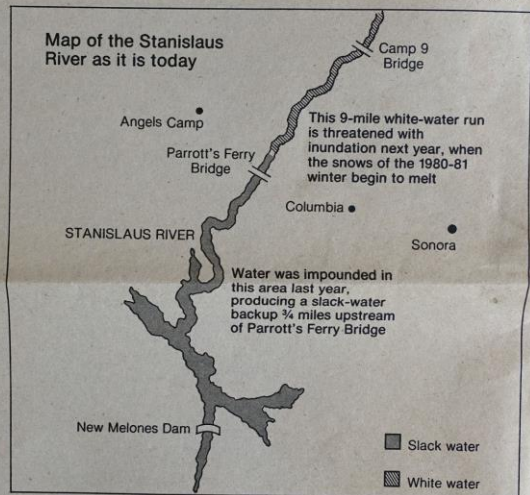 Map of the Stanislaus
River as it is today
Camp 9
Bridge
Angels Camp
This 9-mile white-water run
is threatened with
inundation next year, when
the snows of the 1980-81
winter begin to melt
Parrott's Ferry
Bridge
Columbia
STANISLAUS RIVER
Sonora
Water was impounded in
this area last year,
producing a slack-water
backup ¾ miles upstream
of Parrott's Ferry Bridge
New Melones Dam
Slack water
White water